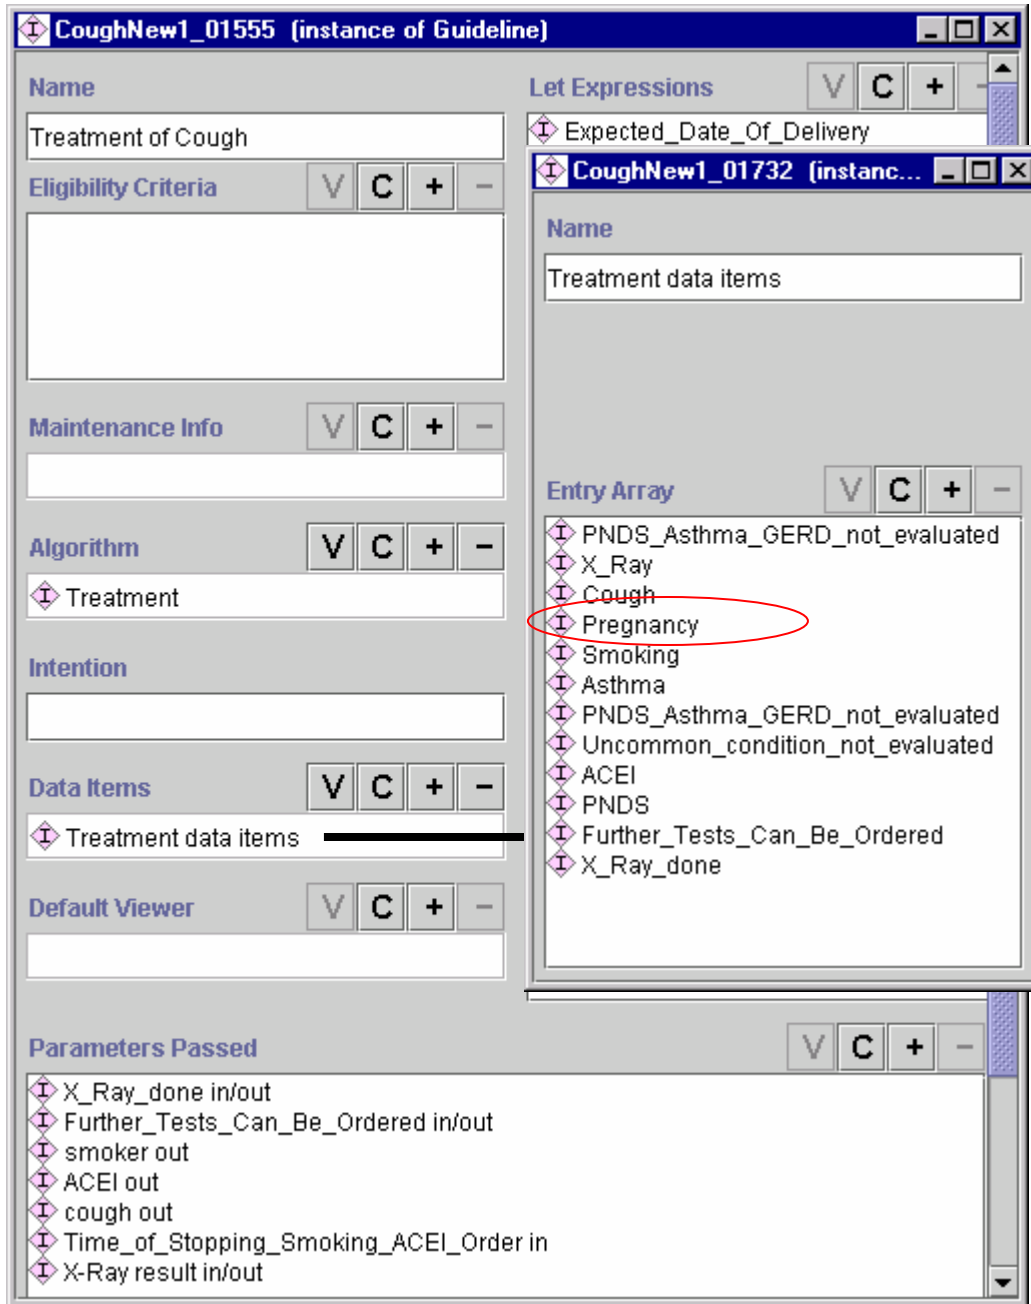 CoughNew1_01555 (instance of Guideline)
Name
Treatment of Cough
Eligibility Criteria V C + −
Maintenance Info V C + −
Algorithm V C + −
Treatment
Intention
Data Items V C + −
Treatment data items
Default Viewer V C + −
Let Expressions V C + −
Expected_Date_Of_Delivery
CoughNew1_01732 (instanc...
Name
Treatment data items
Entry Array V C + −
PNDS_Asthma_GERD_not_evaluated
X_Ray
Cough
Pregnancy
Smoking
Asthma
PNDS_Asthma_GERD_not_evaluated
Uncommon_condition_not_evaluated
ACEI
PNDS
Further_Tests_Can_Be_Ordered
X_Ray_done
Parameters Passed V C + −
X_Ray_done in/out
Further_Tests_Can_Be_Ordered in/out
smoker out
ACEI out
cough out
Time_of_Stopping_Smoking_ACEI_Order in
X-Ray result in/out